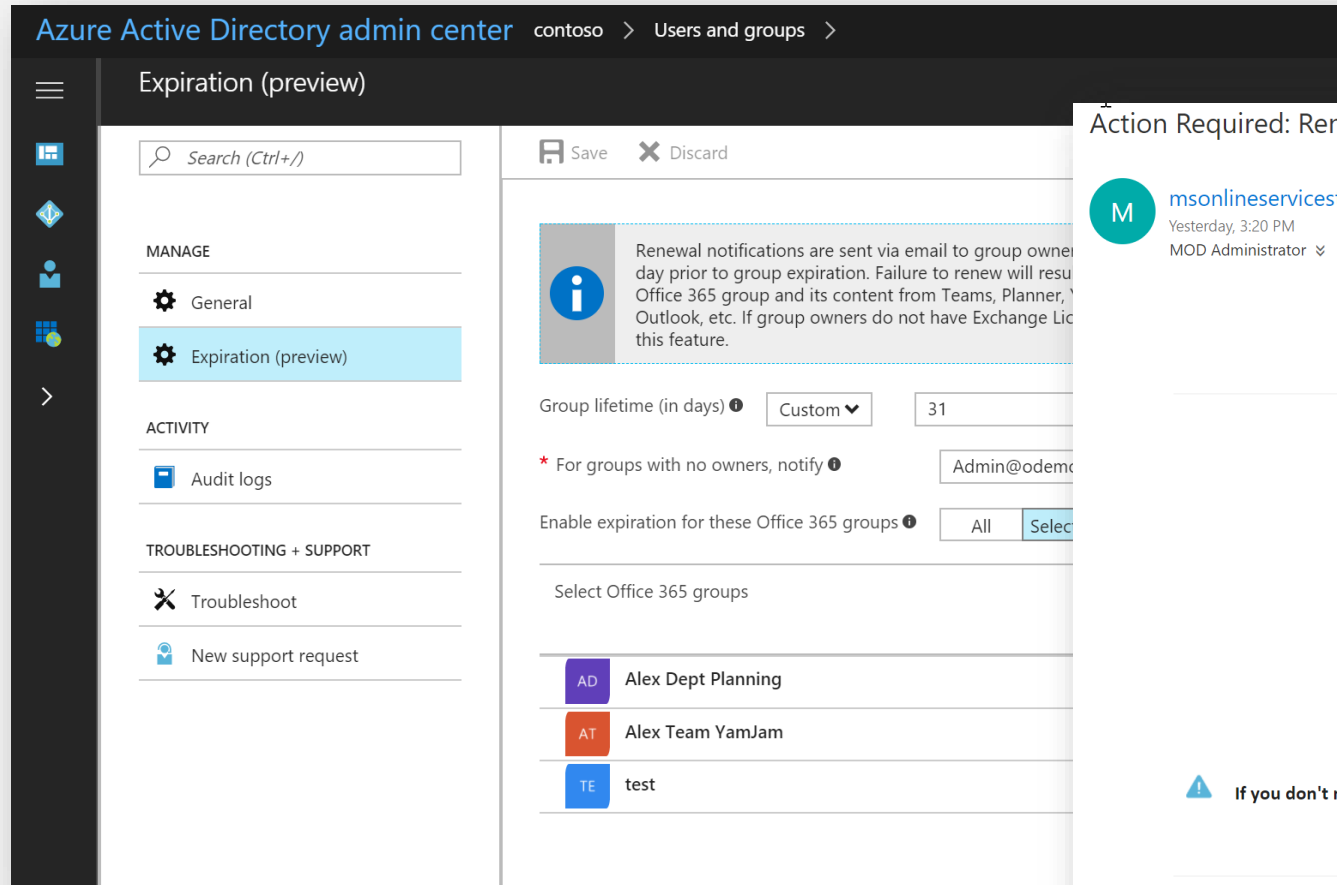 Azure Active Directory admin center contoso > Users and groups >
Expiration (preview)
Search (Ctrl+/)
MANAGE
General
Expiration (preview)
ACTIVITY
Audit logs
TROUBLESHOOTING + SUPPORT
Troubleshoot
New support request
Save Discard
Renewal notifications are sent via email to group owner
day prior to group expiration. Failure to renew will resu
Office 365 group and its content from Teams, Planner,
Outlook, etc. If group owners do not have Exchange Lic
this feature.
Group lifetime (in days) Custom 31
* For groups with no owners, notify Admin@odemo
Enable expiration for these Office 365 groups All Selec
Select Office 365 groups
AD Alex Dept Planning
AT Alex Team YamJam
TE test
Action Required: Ren
M
msonlineservices
Yesterday, 3:20 PM
MOD Administrator
If you don't